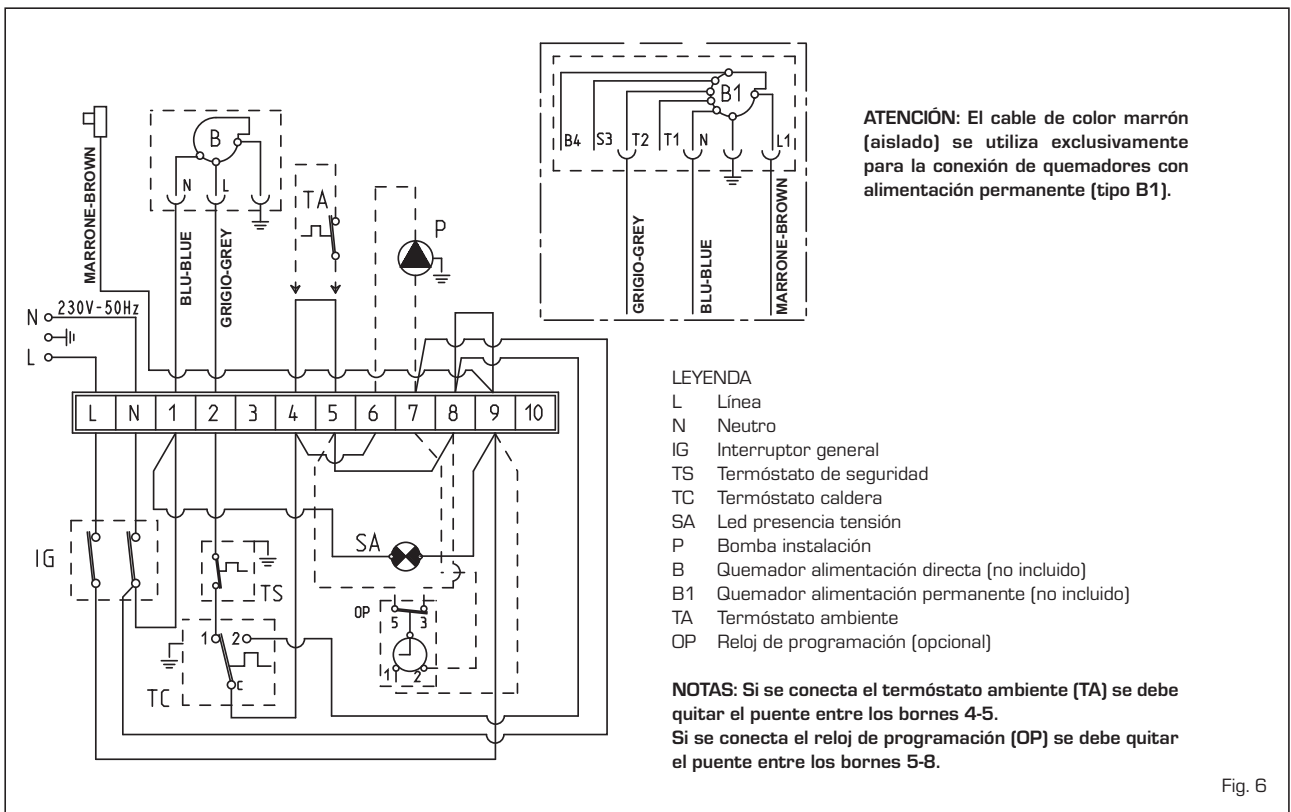 MARRONE-BROWN
B
N L
BLU-BLUE
GRIGIO-GREY
TA
P
B1
B4 S3 T2 T1 N L1
GRIGIO-GREY
BLU-BLUE
MARRONE-BROWN
ATENCIÓN: El cable de color marrón
(aislado) se utiliza exclusivamente
para la conexión de quemadores con
alimentación permanente (tipo B1).
N 230V-50Hz
L
L N 1 2 3 4 5 6 7 8 9 10
IG
TS
SA
OP
5 3
1 2
1 2
C
TC
LEYENDA
L Línea
N Neutro
IG Interruptor general
TS Termóstato de seguridad
TC Termóstato caldera
SA Led presencia tensión
P Bomba instalación
B Quemador alimentación directa (no incluido)
B1 Quemador alimentación permanente (no incluido)
TA Termóstato ambiente
OP Reloj de programación (opcional)
NOTAS: Si se conecta el termóstato ambiente (TA) se debe
quitar el puente entre los bornes 4-5.
Si se conecta el reloj de programación (OP) se debe quitar
el puente entre los bornes 5-8.
Fig. 6